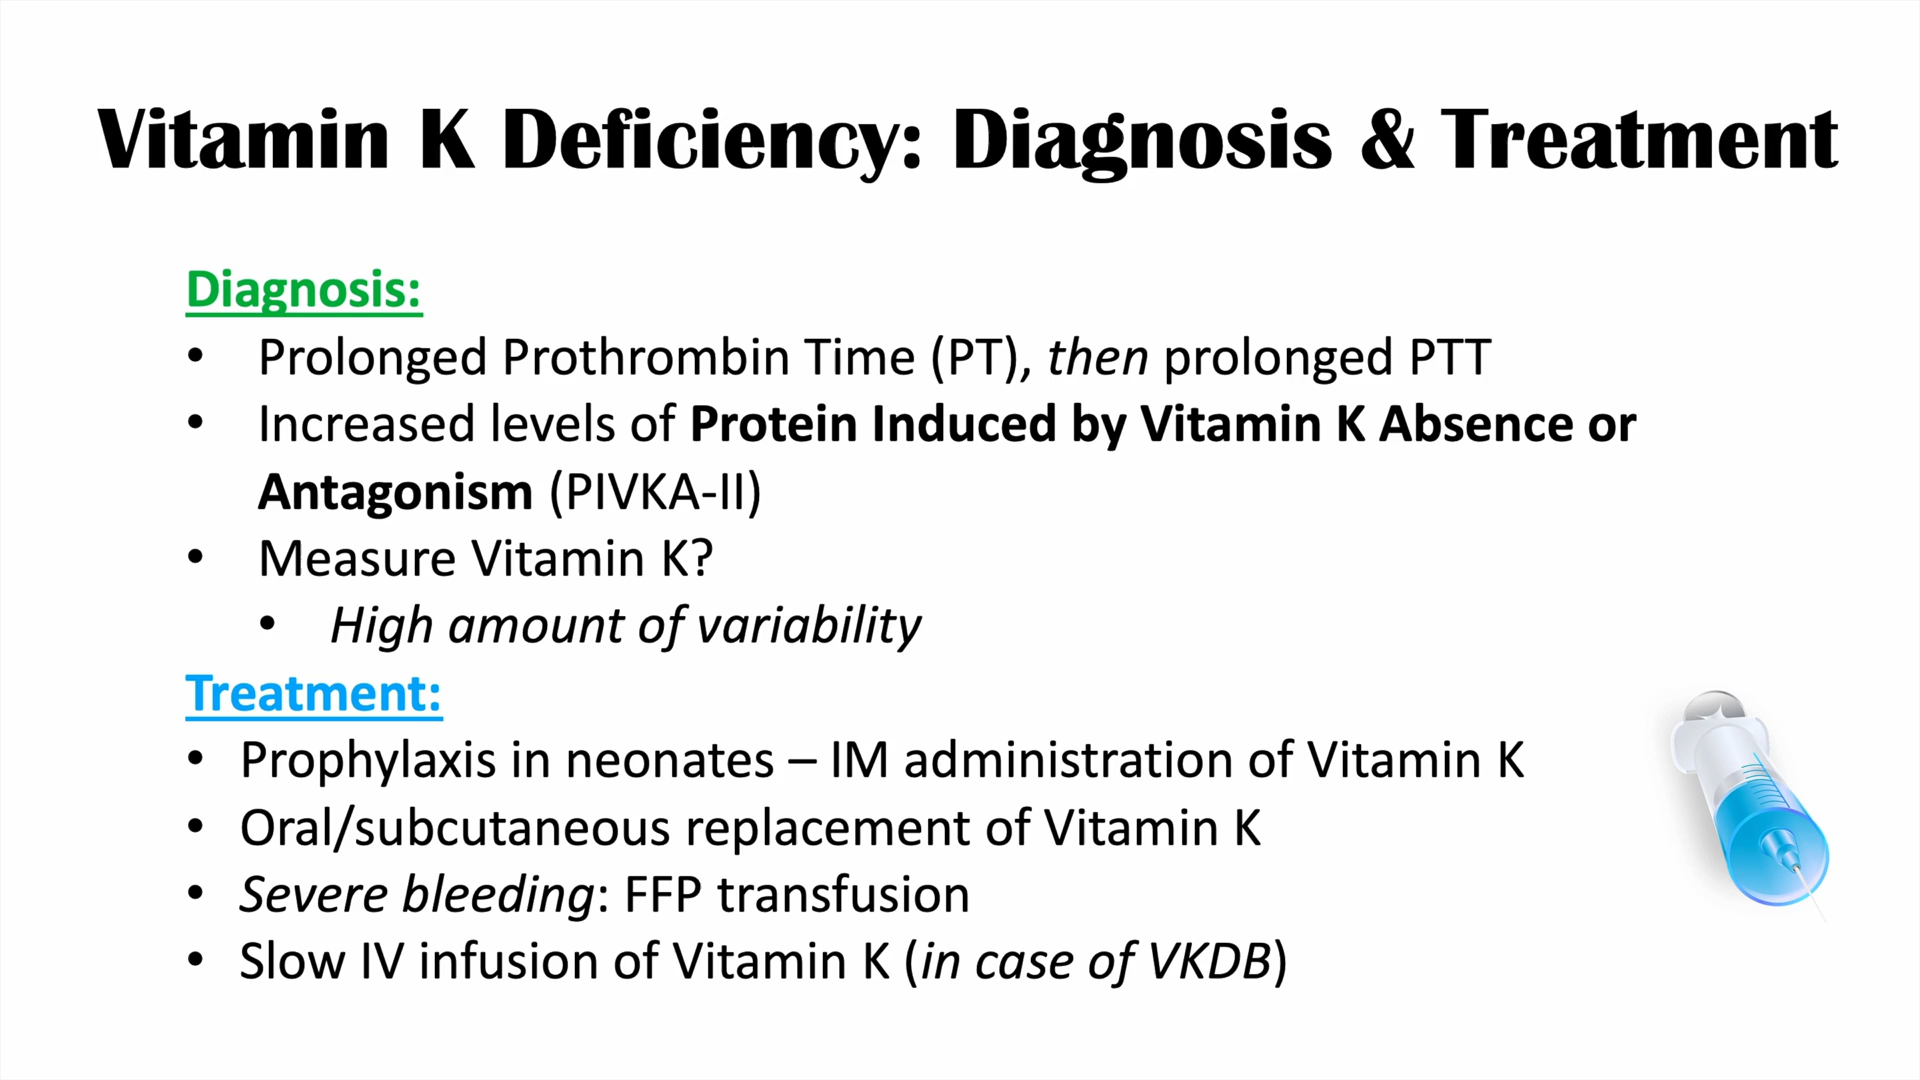 Vitamin K Deficiency: Diagnosis & Treatment
Diagnosis:
• Prolonged Prothrombin Time (PT), then prolonged PTT
• Increased levels of Protein Induced by Vitamin K Absence or
Antagonism (PIVKA-II)
• Measure Vitamin K?
• High amount of variability
Treatment:
• Prophylaxis in neonates – IM administration of Vitamin K
• Oral/subcutaneous replacement of Vitamin K
• Severe bleeding: FFP transfusion
• Slow IV infusion of Vitamin K (in case of VKDB)